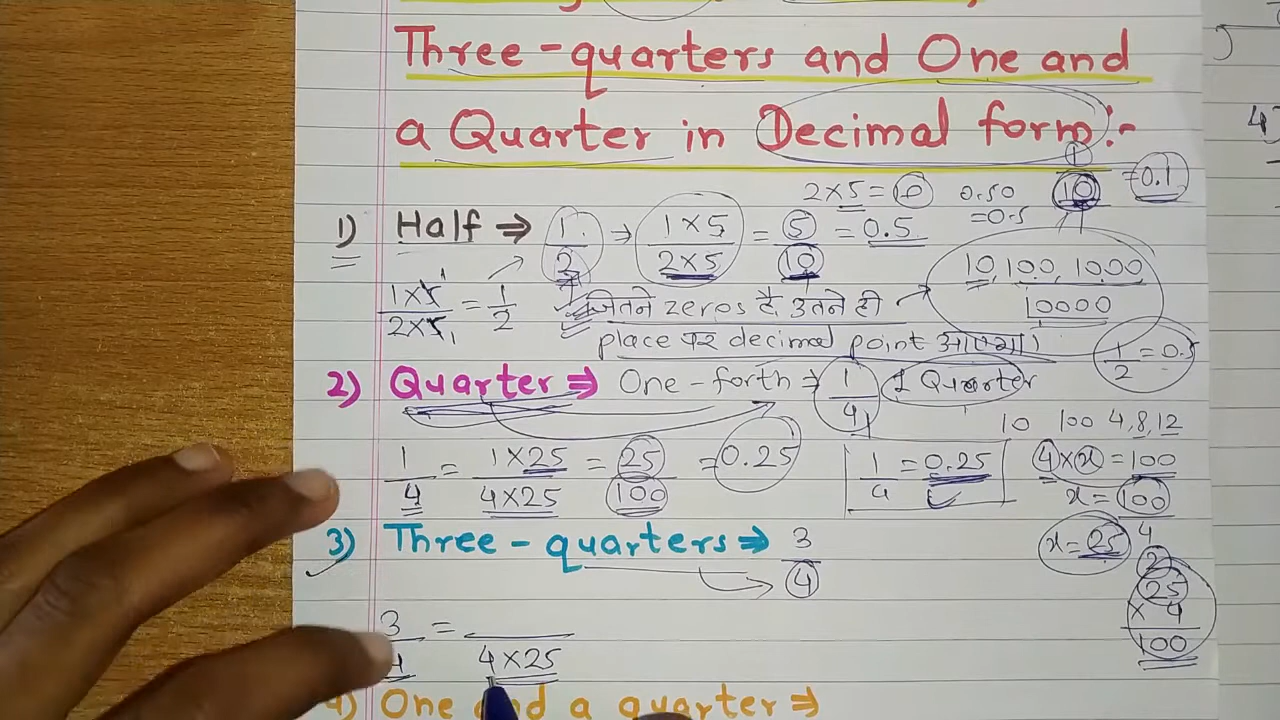 Three-quarters and One and
a Quarter in Decimal form:-
2×5=10 0.50 =0.5
1/10 =0.1
1) Half ⇒ 1/2 → 1×5/2×5 = 5/10 = 0.5
10, 100, 1000
10000
1×5/2×5 = 1/2
जितने zeros है, उतने ही
place पर decimal point आएगा।
1/2 = 0.5
2) Quarter ⇒ One-forth ⇒ 1/4 1 Quarter
10 100 4,8,12
1/4 = 1×25/4×25 = 25/100 =0.25
1/4 = 0.25
4×x=100
x=100/4
x=25
2
25
× 4
100
3) Three-quarters ⇒ 3/4
3/4 = /4×25
4) One and a quarter ⇒
4